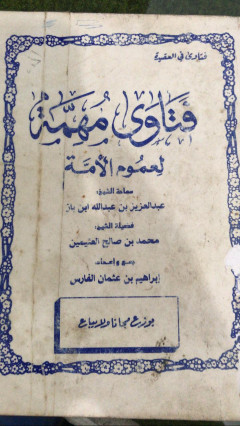 فتاوى في العقيدة
فتاوى مهمة
لعموم الأمة
سماحة الشيخ:
عبدالعزيز بن عبدالله ابن باز
فضيلة الشيخ:
محمد بن صالح العثيمين
جمع وإعداد
إبراهيم بن عثمان الفارس
يوزع مجانا ولا يباع